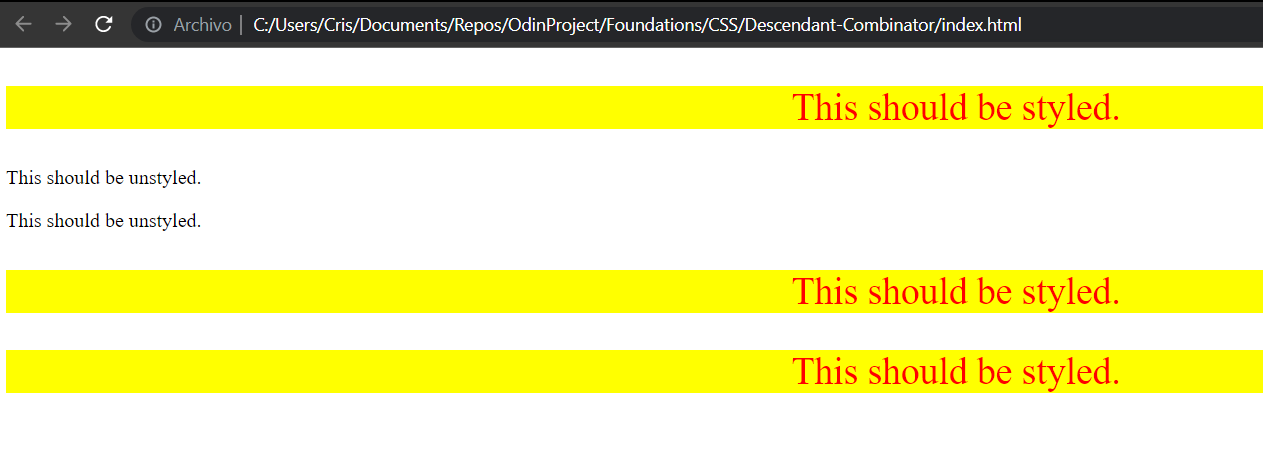 Archivo | C:/Users/Cris/Documents/Repos/OdinProject/Foundations/CSS/Descendant-Combinator/index.html
This should be styled.
This should be unstyled.
This should be unstyled.
This should be styled.
This should be styled.